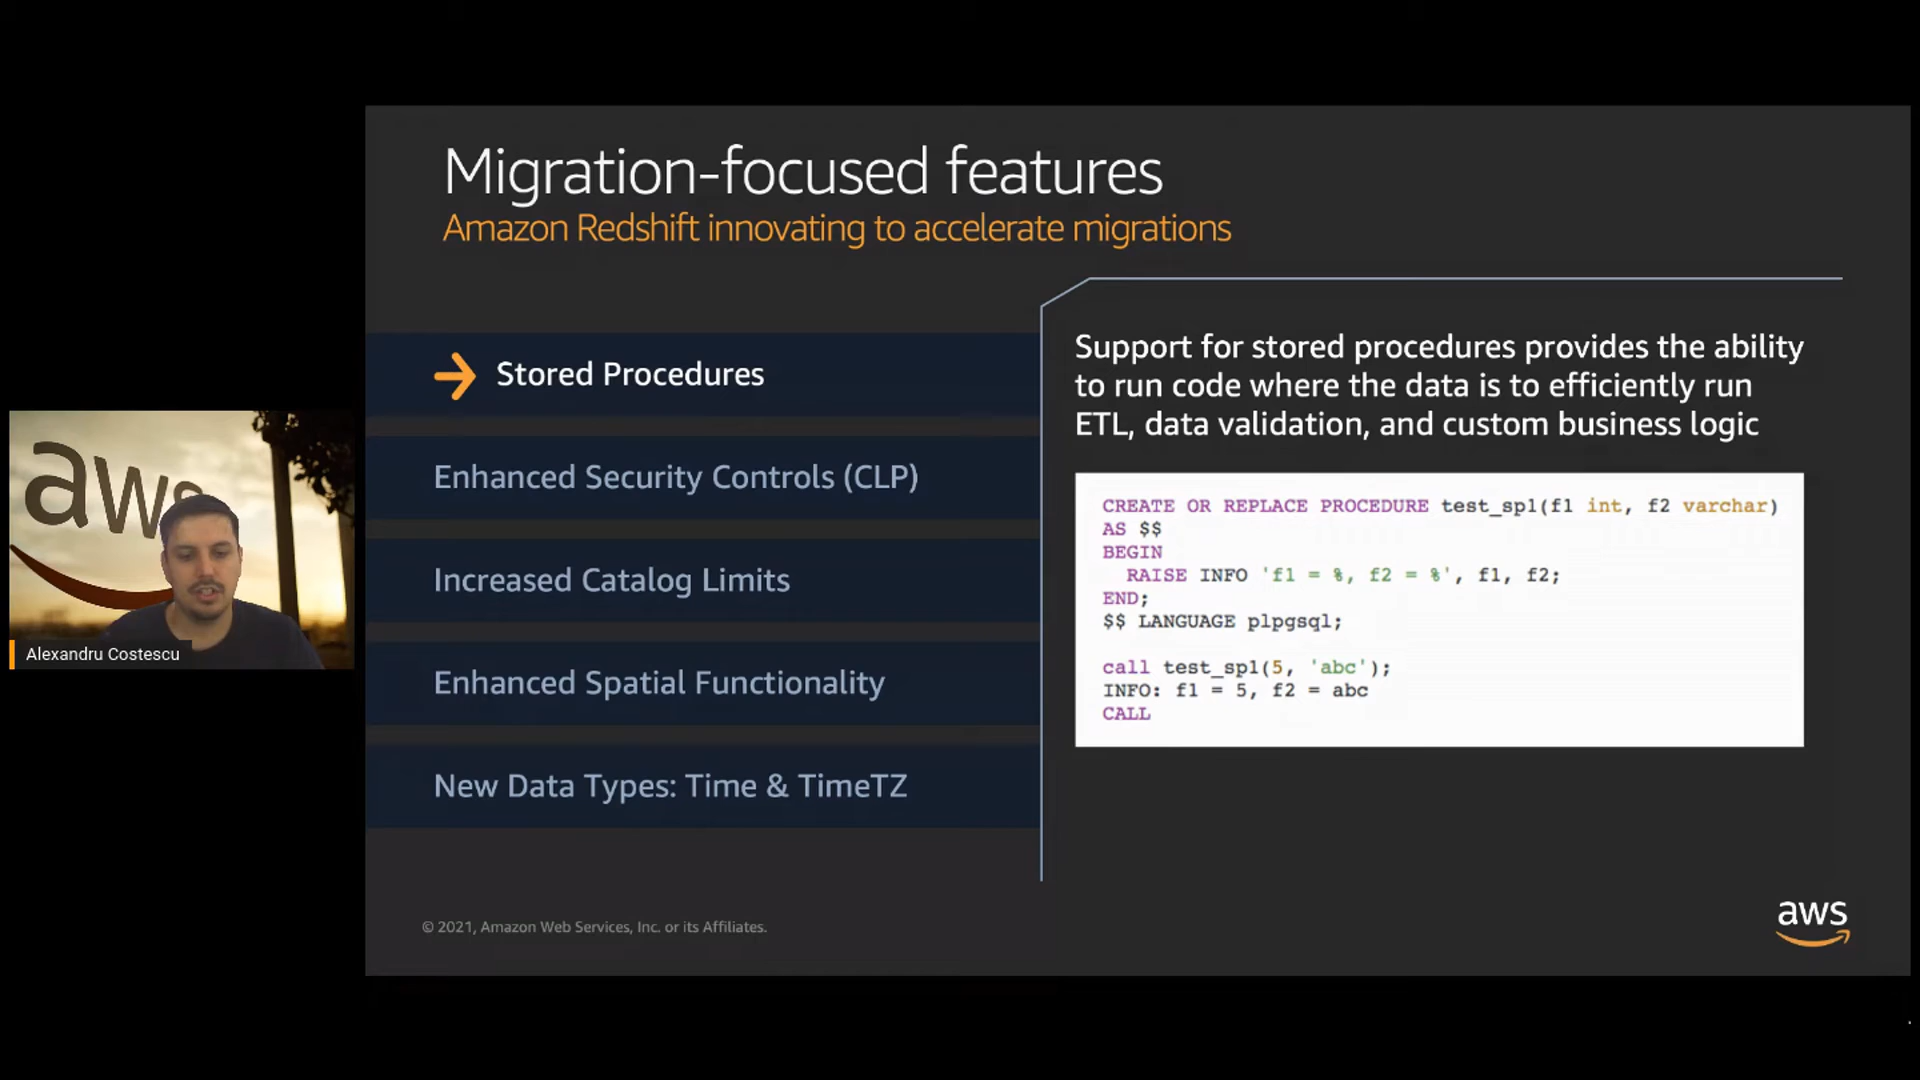 Migration-focused features
Amazon Redshift innovating to accelerate migrations
Stored Procedures
Enhanced Security Controls (CLP)
Increased Catalog Limits
Enhanced Spatial Functionality
New Data Types: Time & TimeTZ
Support for stored procedures provides the ability
to run code where the data is to efficiently run
ETL, data validation, and custom business logic
CREATE OR REPLACE PROCEDURE test_sp1(f1 int, f2 varchar)
AS $$
BEGIN
  RAISE INFO 'f1 = %, f2 = %', f1, f2;
END;
$$ LANGUAGE plpgsql;
call test_sp1(5, 'abc');
INFO: f1 = 5, f2 = abc
CALL
aws
Alexandru Costescu
© 2021, Amazon Web Services, Inc. or its Affiliates.
aws